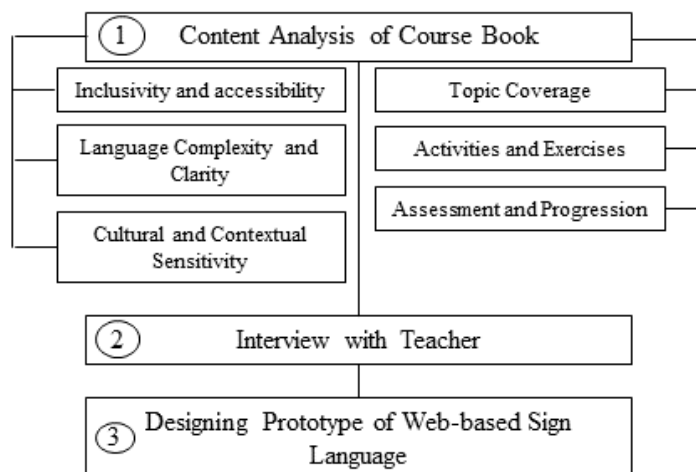 1 Content Analysis of Course Book
Inclusivity and accessibility
Language Complexity and
Clarity
Cultural and Contextual
Sensitivity
Topic Coverage
Activities and Exercises
Assessment and Progression
2 Interview with Teacher
3 Designing Prototype of Web-based Sign
Language